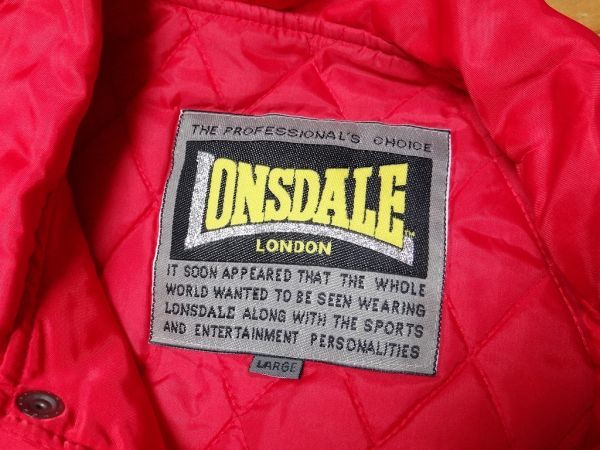 THE PROFESSIONAL'S CHOICE
LONSDALE ™
LONDON
IT SOON APPEARED THAT THE WHOLE
WORLD WANTED TO BE SEEN WEARING
LONSDALE ALONG WITH THE SPORTS
AND ENTERTAINMENT PERSONALITIES
LARGE